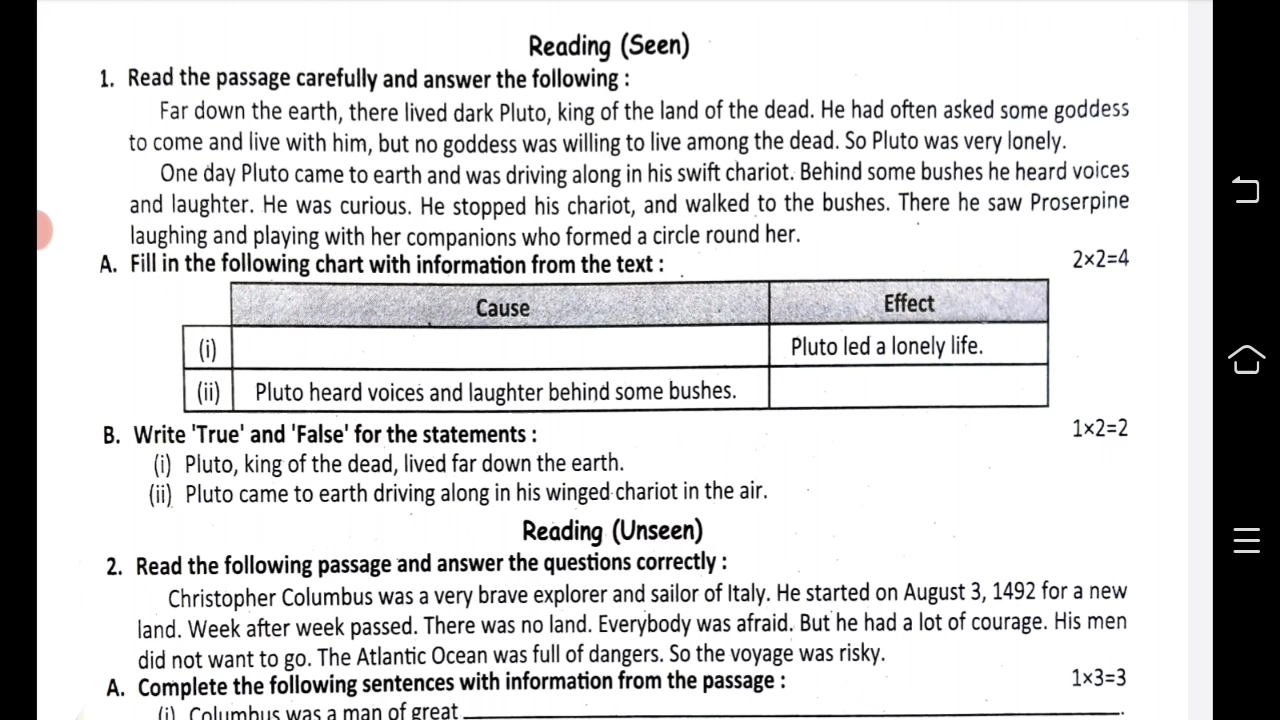 Reading (Seen)
1. Read the passage carefully and answer the following :
Far down the earth, there lived dark Pluto, king of the land of the dead. He had often asked some goddess
to come and live with him, but no goddess was willing to live among the dead. So Pluto was very lonely.
One day Pluto came to earth and was driving along in his swift chariot. Behind some bushes he heard voices
and laughter. He was curious. He stopped his chariot, and walked to the bushes. There he saw Proserpine
laughing and playing with her companions who formed a circle round her.
A. Fill in the following chart with information from the text : 2×2=4
Cause Effect
(i) Pluto led a lonely life.
(ii) Pluto heard voices and laughter behind some bushes.
B. Write 'True' and 'False' for the statements : 1×2=2
(i) Pluto, king of the dead, lived far down the earth.
(ii) Pluto came to earth driving along in his winged chariot in the air.
Reading (Unseen)
2. Read the following passage and answer the questions correctly :
Christopher Columbus was a very brave explorer and sailor of Italy. He started on August 3, 1492 for a new
land. Week after week passed. There was no land. Everybody was afraid. But he had a lot of courage. His men
did not want to go. The Atlantic Ocean was full of dangers. So the voyage was risky.
A. Complete the following sentences with information from the passage : 1×3=3
(i) Columbus was a man of great